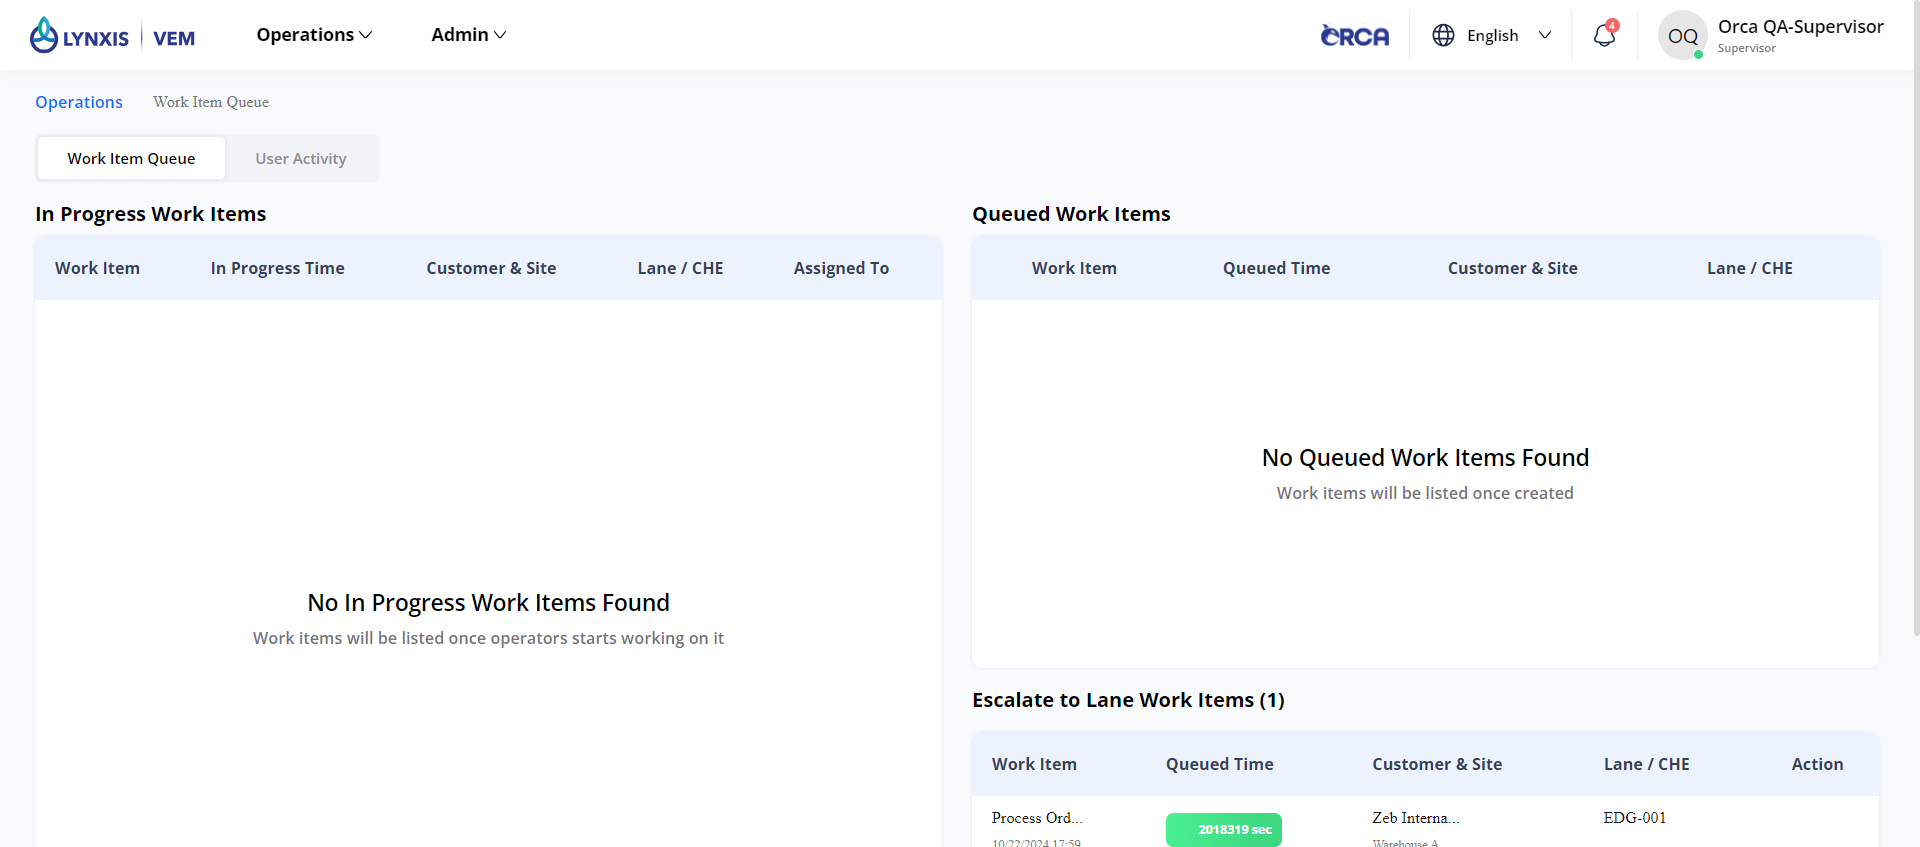 LYNXIS VEM
Operations
Admin
ORCA
English
4
OQ
Orca QA-Supervisor
Supervisor
Operations
Work Item Queue
Work Item Queue
User Activity
In Progress Work Items
Work Item
In Progress Time
Customer & Site
Lane / CHE
Assigned To
No In Progress Work Items Found
Work items will be listed once operators starts working on it
Queued Work Items
Work Item
Queued Time
Customer & Site
Lane / CHE
No Queued Work Items Found
Work items will be listed once created
Escalate to Lane Work Items (1)
Work Item
Queued Time
Customer & Site
Lane / CHE
Action
Process Ord...
10/22/2024 17:59
2018319 sec
Zeb Interna...
Warehouse A
EDG-001